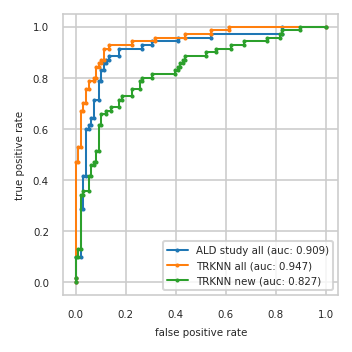 1.0
0.8
0.6
0.4
0.2
0.0
true positive rate
ALD study all (auc: 0.909)
TRKNN all (auc: 0.947)
TRKNN new (auc: 0.827)
0.0 0.2 0.4 0.6 0.8 1.0
false positive rate